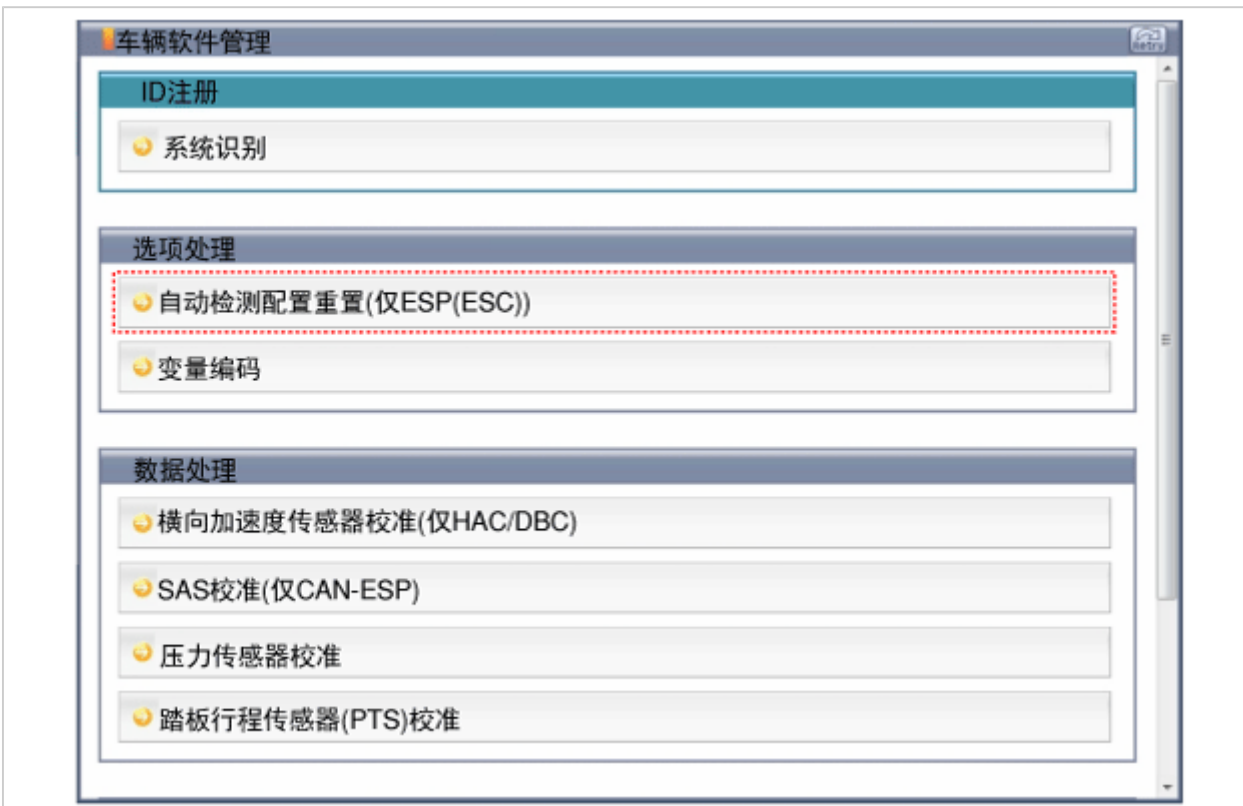 车辆软件管理
Retry
ID注册
系统识别
选项处理
自动检测配置重置(仅ESP(ESC))
变量编码
数据处理
横向加速度传感器校准(仅HAC/DBC)
SAS校准(仅CAN-ESP)
压力传感器校准
踏板行程传感器(PTS)校准